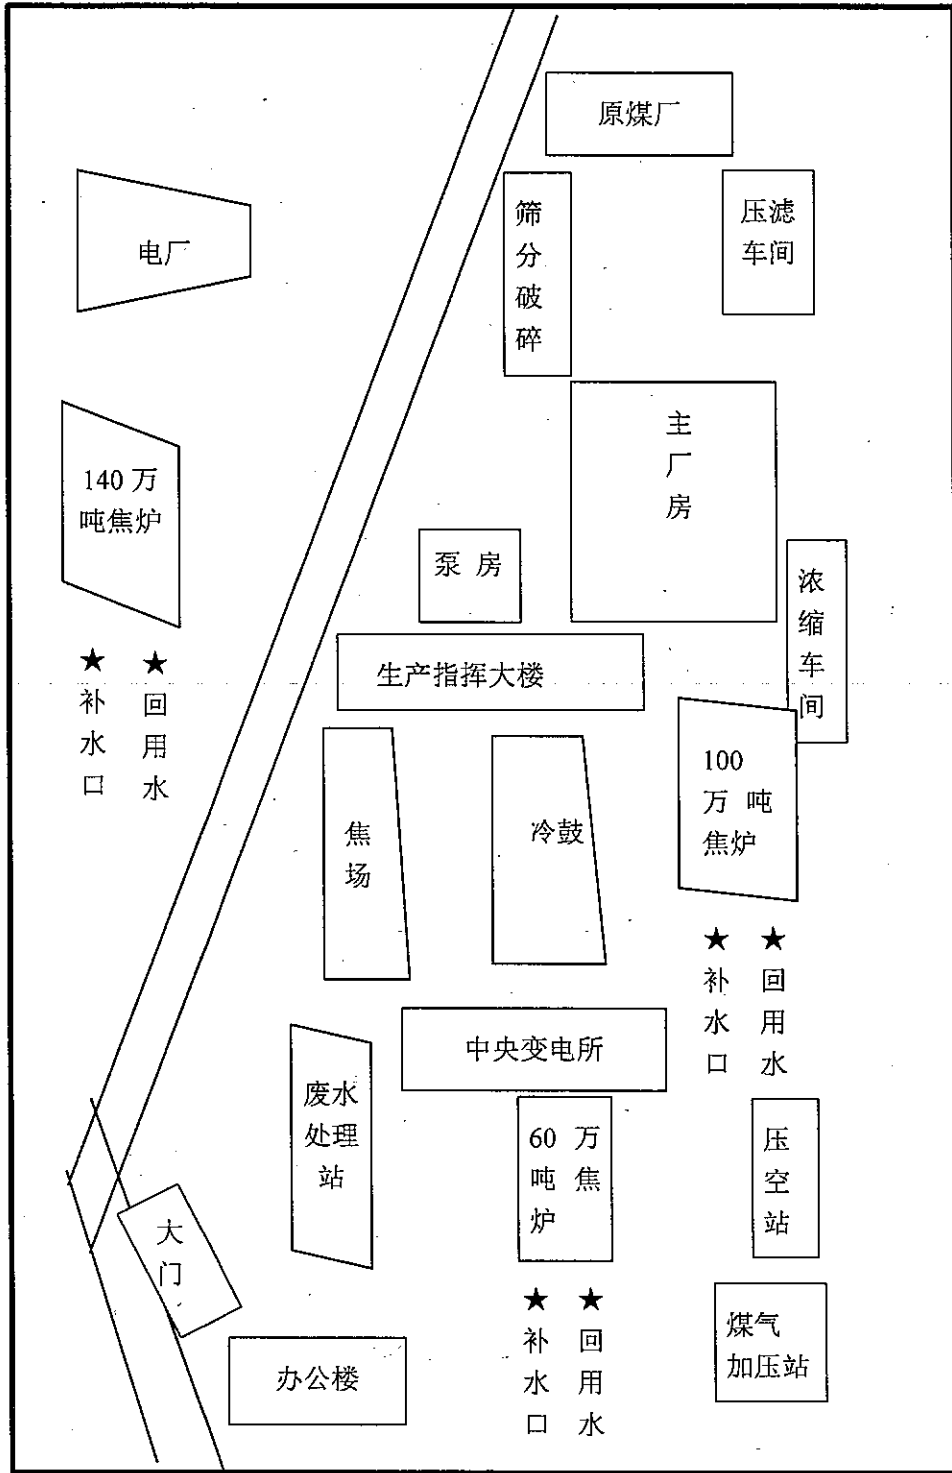 原煤厂
筛分破碎
压滤
车间
电厂
主厂房
140 万
吨焦炉
泵 房
浓缩车间
生产指挥大楼
★ ★
补水口
回用水
100
万 吨
焦炉
焦场
冷鼓
★ ★
补水口
回用水
中央变电所
废水
处理
站
60 万
吨 焦
炉
压空站
大门
★ ★
补水口
回用水
煤气
加压站
办公楼